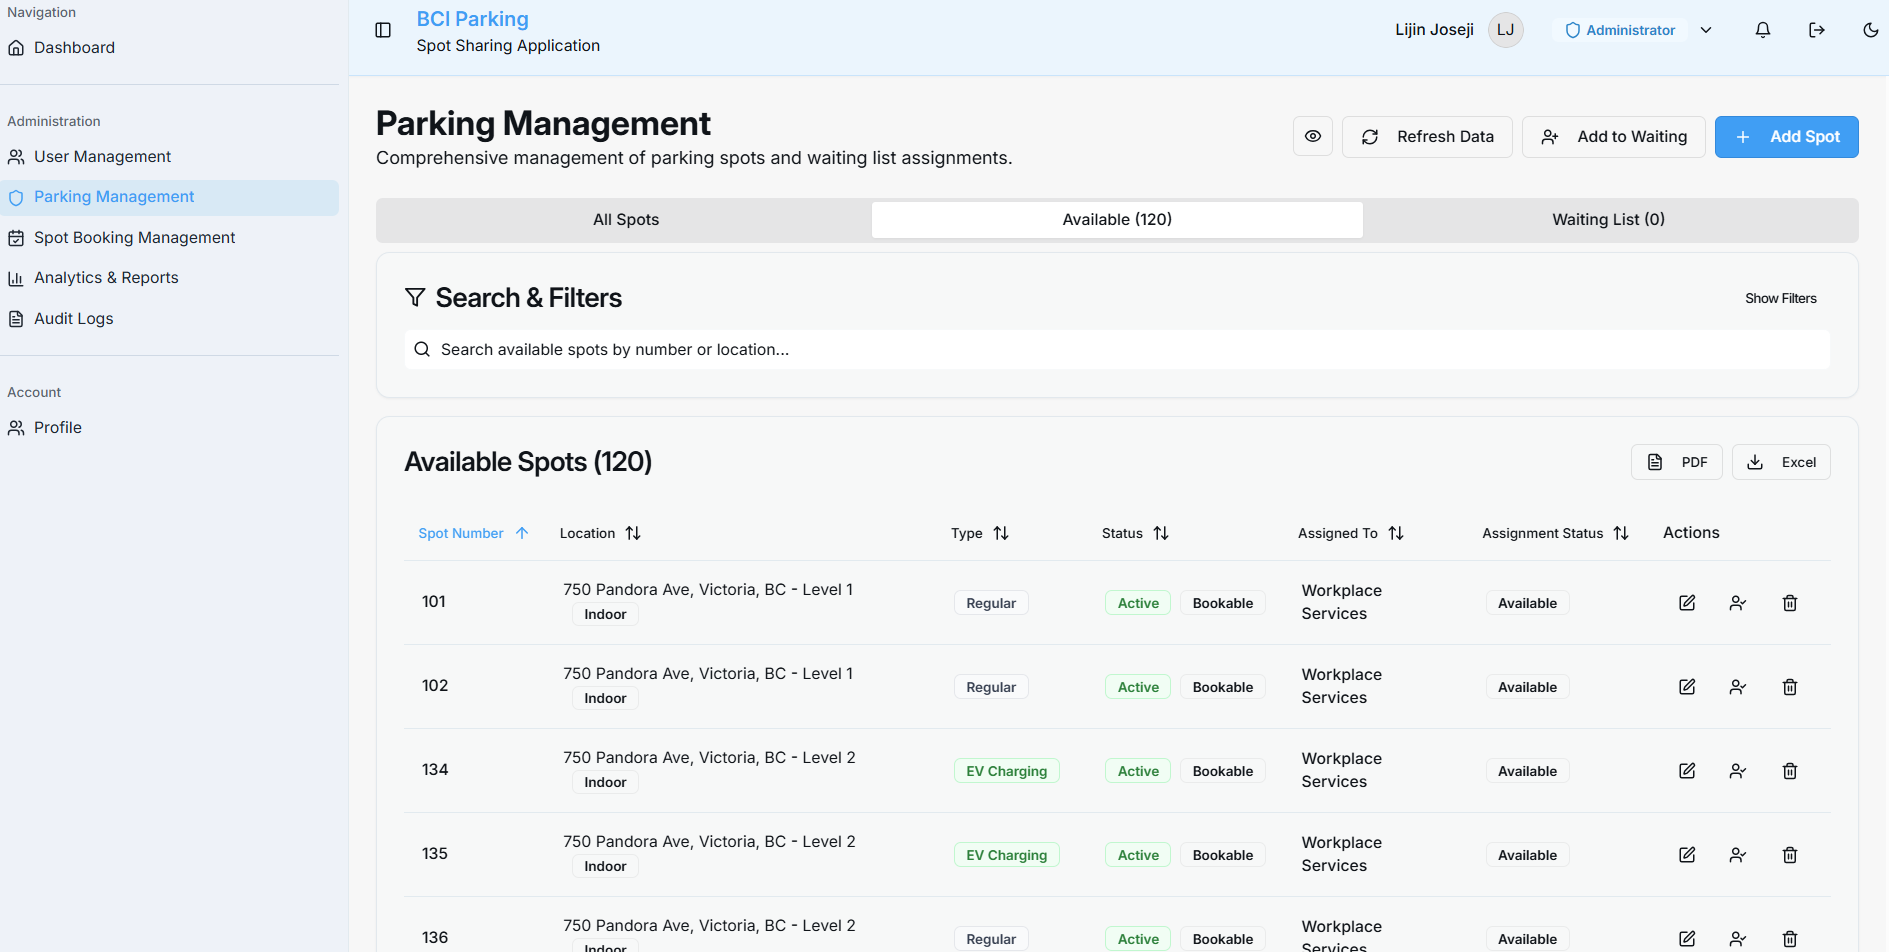 Navigation
Dashboard
Administration
User Management
Parking Management
Spot Booking Management
Analytics & Reports
Audit Logs
Account
Profile
BCI Parking
Spot Sharing Application
Lijin Joseji
LJ
Administrator
Parking Management
Comprehensive management of parking spots and waiting list assignments.
Refresh Data
Add to Waiting
Add Spot
All Spots
Available (120)
Waiting List (0)
Search & Filters
Show Filters
Search available spots by number or location...
Available Spots (120)
PDF
Excel
Spot Number Location Type Status Assigned To Assignment Status Actions
101 750 Pandora Ave, Victoria, BC - Level 1
Indoor
Regular Active Bookable
Workplace
Services
Available
102 750 Pandora Ave, Victoria, BC - Level 1
Indoor
Regular Active Bookable
Workplace
Services
Available
134 750 Pandora Ave, Victoria, BC - Level 2
Indoor
EV Charging Active Bookable
Workplace
Services
Available
135 750 Pandora Ave, Victoria, BC - Level 2
Indoor
EV Charging Active Bookable
Workplace
Services
Available
136 750 Pandora Ave, Victoria, BC - Level 2
Indoor
Regular Active Bookable
Workplace
Services
Available